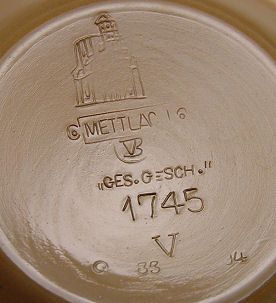 METTLACH
VB
„GES. GESCH."
1745
V
33 14